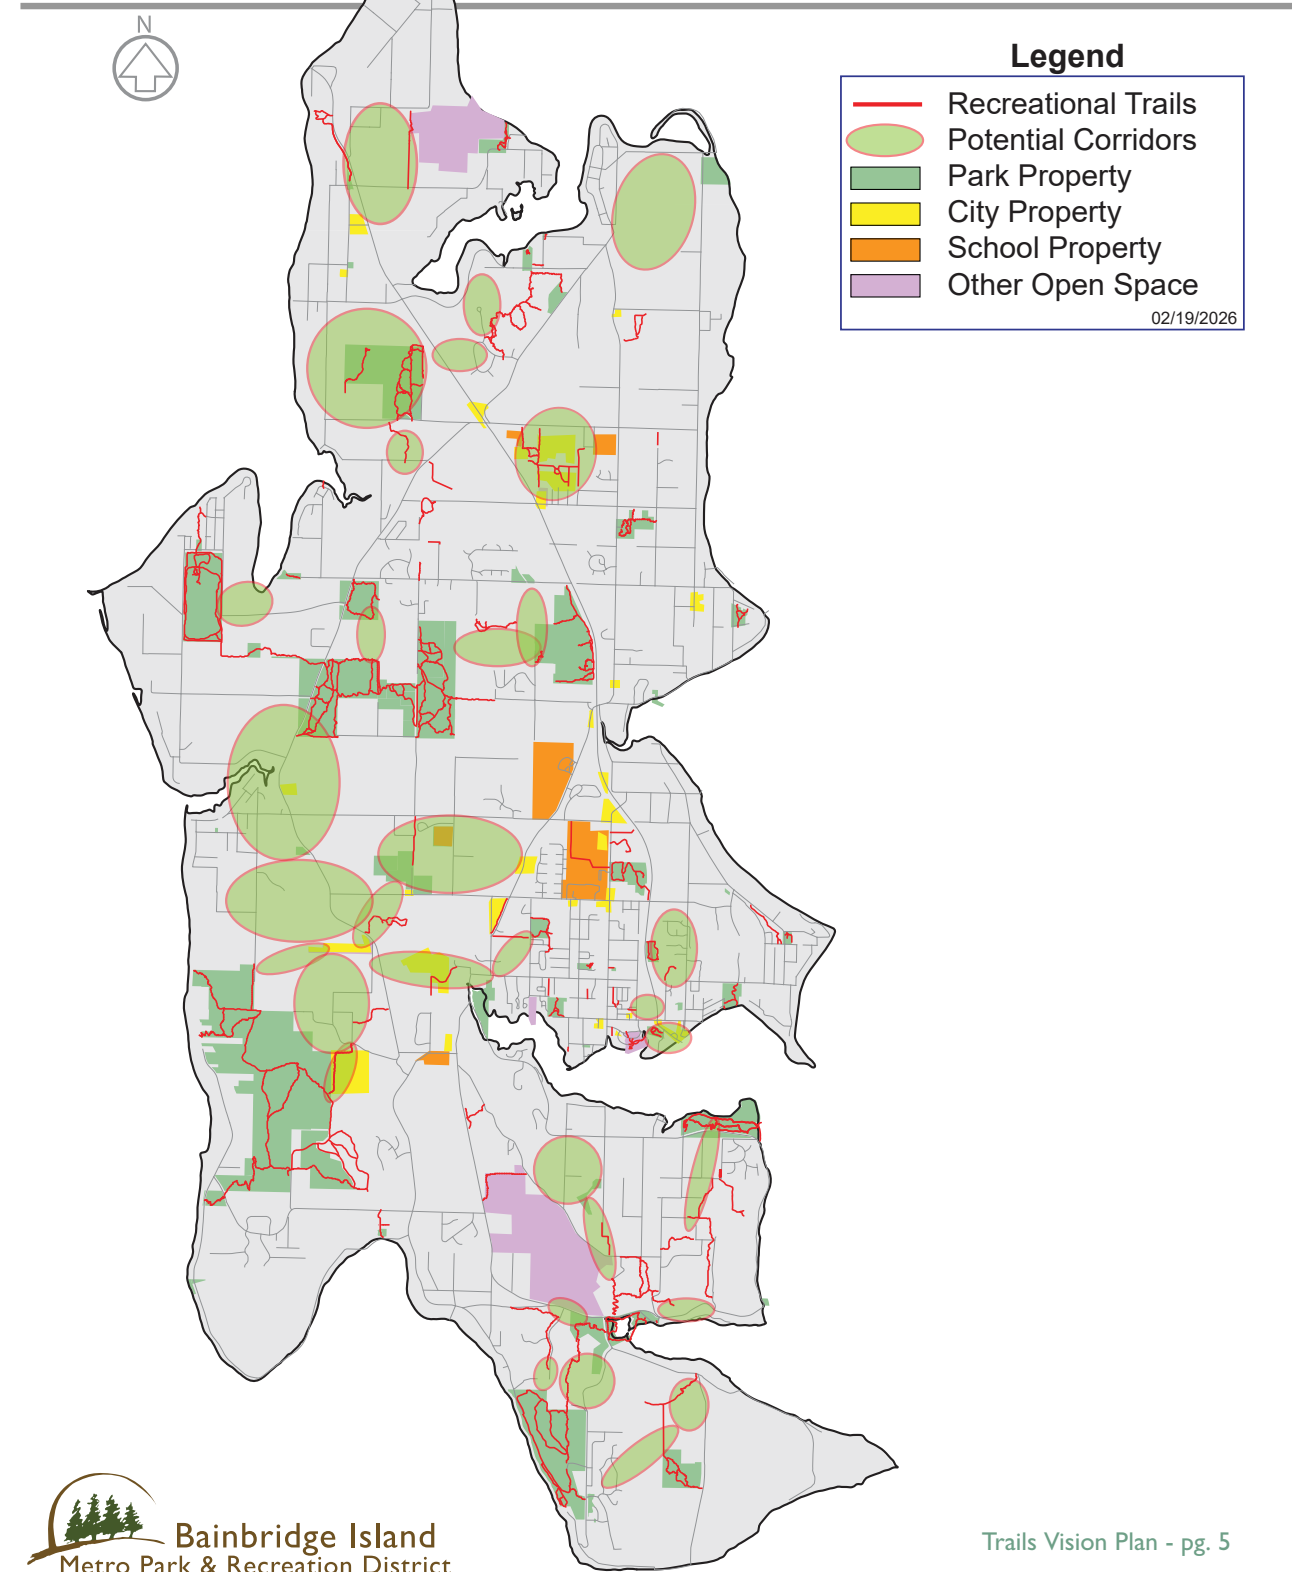 N
Legend
Recreational Trails
Potential Corridors
Park Property
City Property
School Property
Other Open Space
02/19/2026
Bainbridge Island
Metro Park & Recreation District
Trails Vision Plan - pg. 5